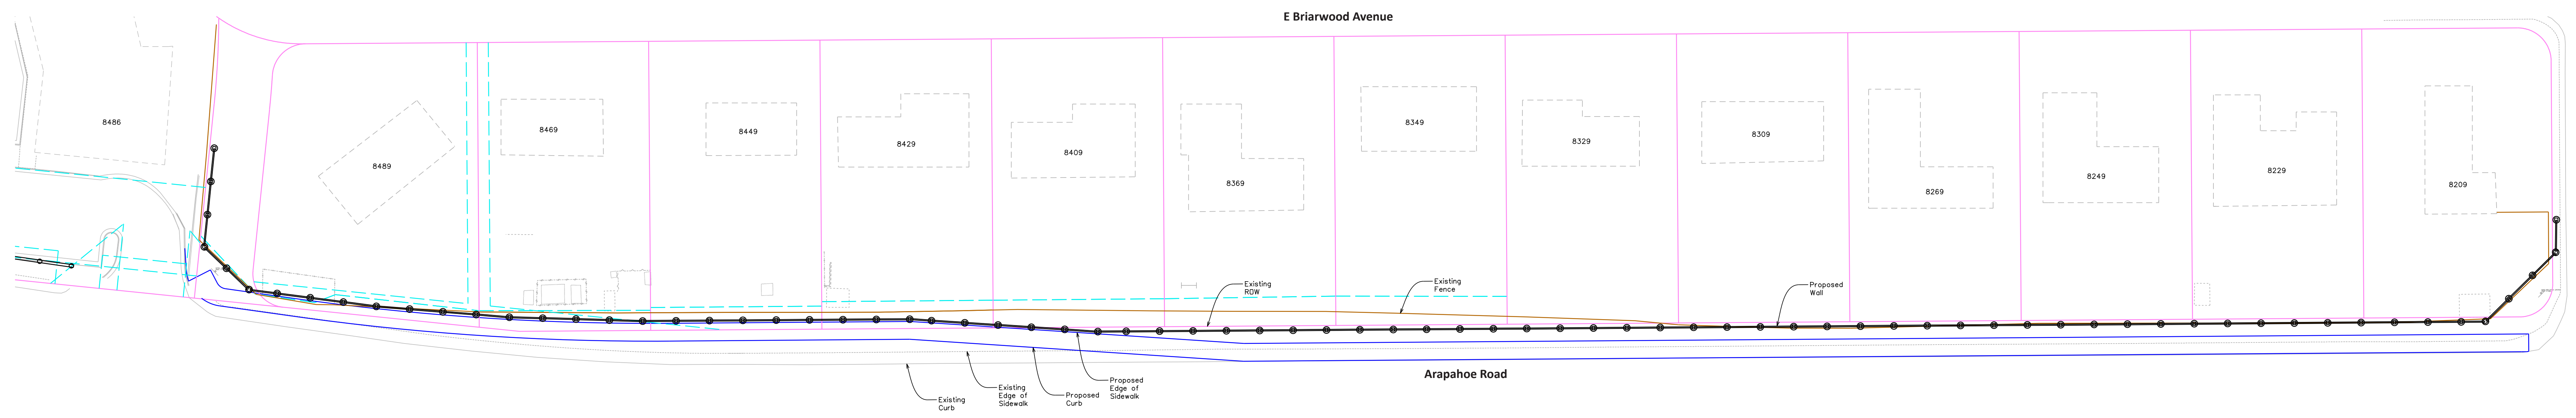 E Briarwood Avenue
8486
8489
8469
8449
8429
8409
8369
8349
8329
8309
8269
8249
8229
8209
Existing
ROW
Existing
Fence
Proposed
Wall
Arapahoe Road
Existing
Curb
Existing
Edge of
Sidewalk
Proposed
Curb
Proposed
Edge of
Sidewalk